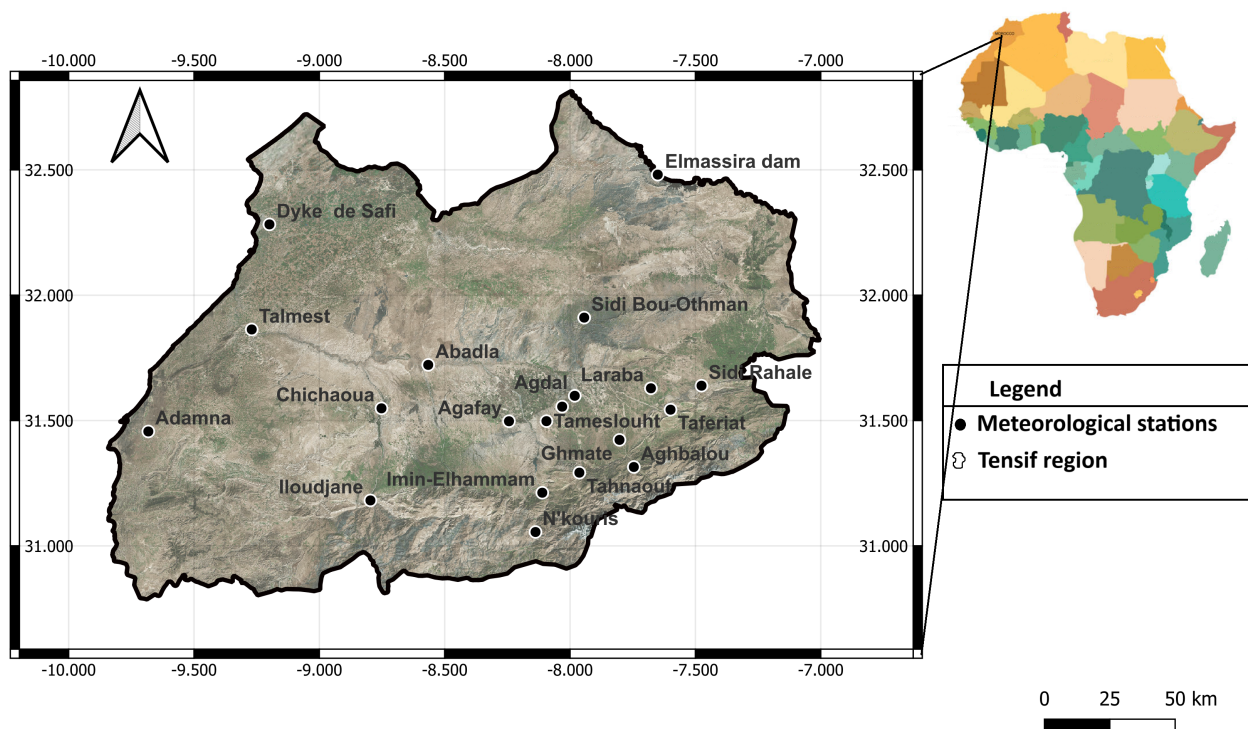 -10.000
-9.500
-9.000
-8.500
-8.000
-7.500
-7.000
MOROCCO
32.500
32.500
Elmassira dam
Dyke de Safi
32.000
32.000
Sidi Bou-Othman
Talmest
Abadla
Agdal
Laraba
Sidi Rahale
Chichaoua
Agafay
31.500
31.500
Adamna
Tameslouht
Taferiat
Ghmate
Aghbalou
Imin-Elhammam
Tahnaout
Iloudjane
N'kouris
31.000
31.000
-10.000
-9.500
-9.000
-8.500
-8.000
-7.500
-7.000
Legend
Meteorological stations
Tensif region
0
25
50 km